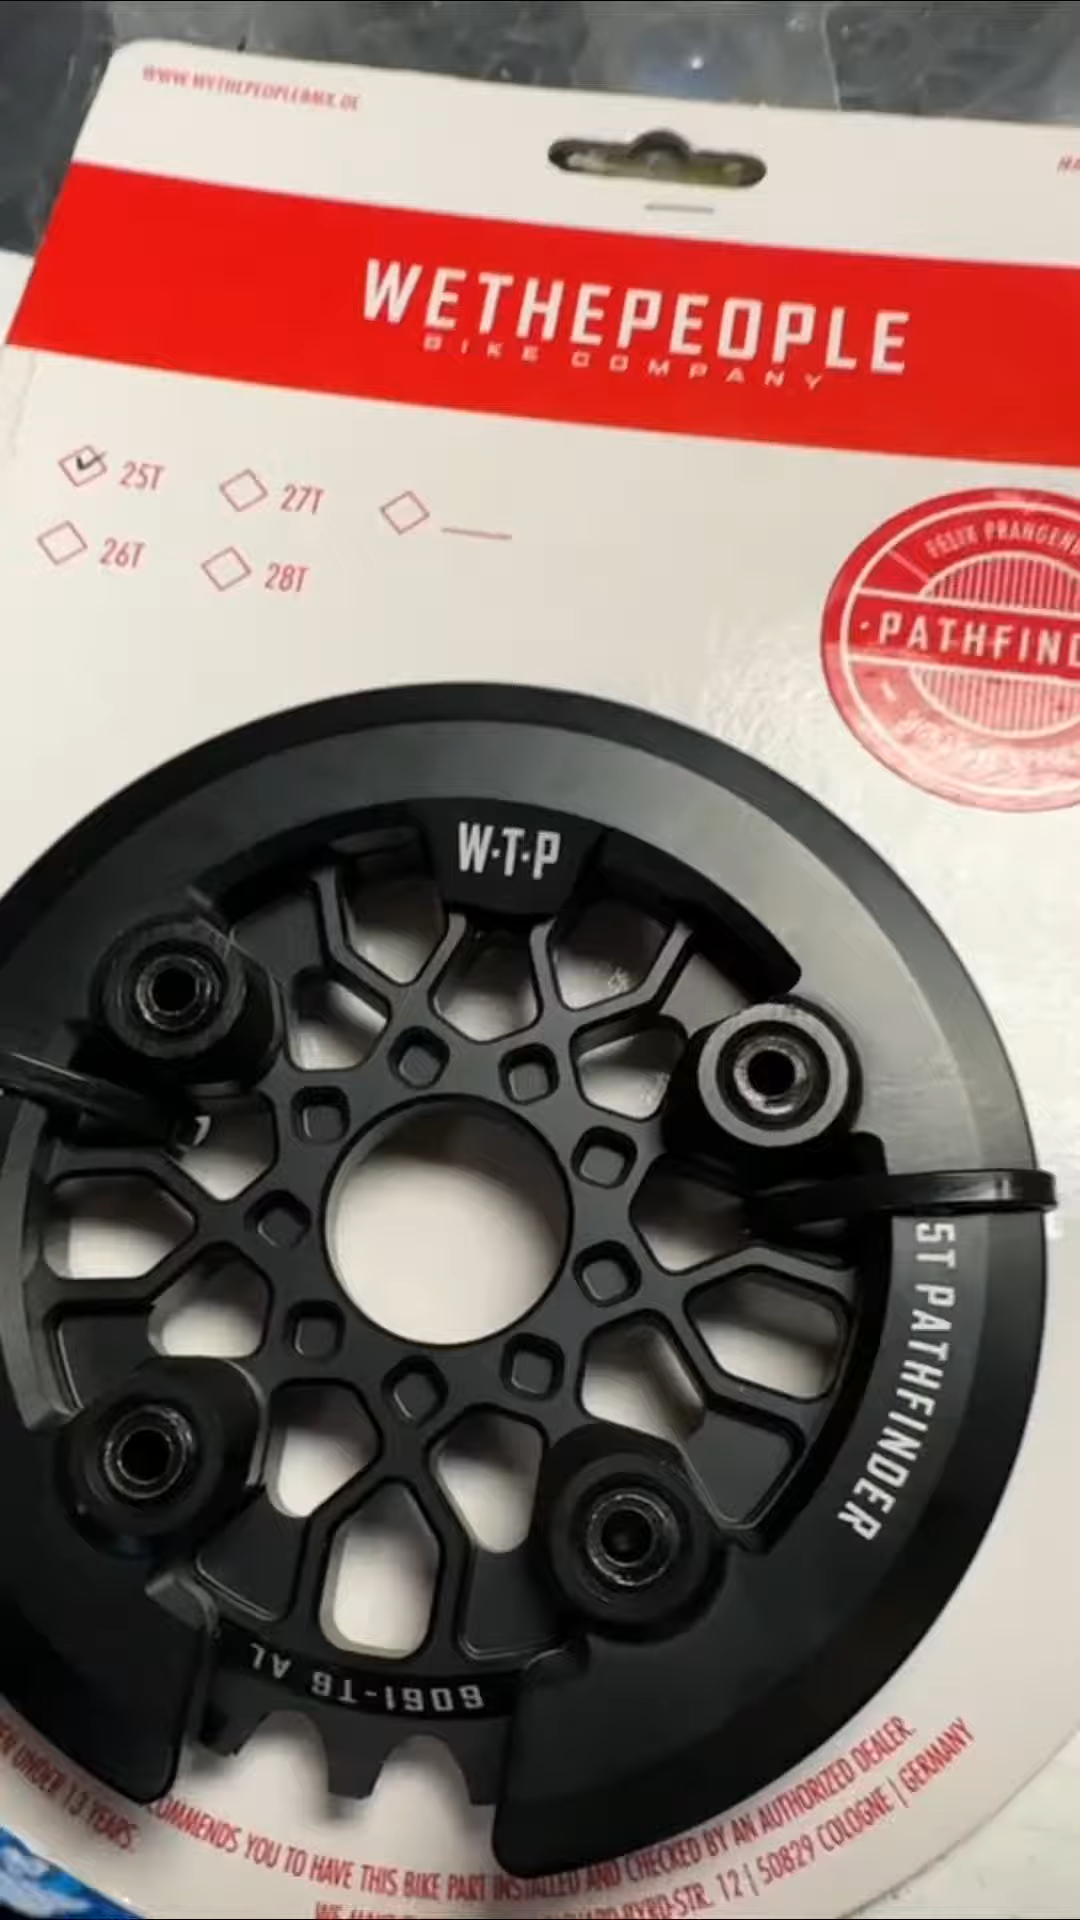 WWW.WETHEPEOPLEBMX.DE
WETHEPEOPLE
BIKE COMPANY
25T
27T
26T
28T
FELIX PRANGENB
·PATHFIND
W·T·P
5T PATHFINDER
6061-T6 AL
UNDER 13 YEARS.
COMMENDS YOU TO HAVE THIS BIKE PART INSTALLED AND CHECKED BY AN AUTHORIZED DEALER.
STR. 12 | 50829 COLOGNE | GERMANY